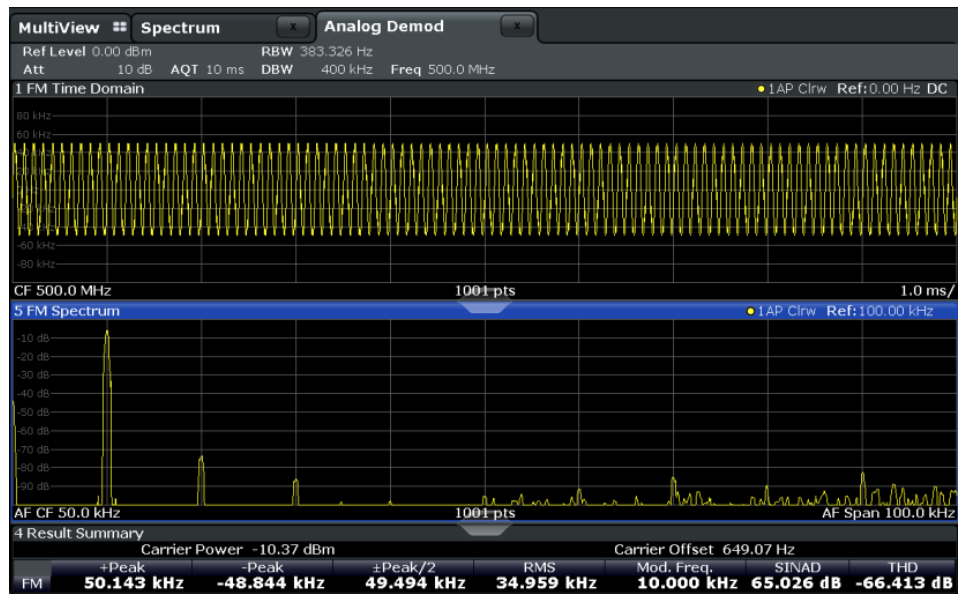 MultiView Spectrum x Analog Demod x
Ref Level 0.00 dBm RBW 383.326 Hz
Att 10 dB AQT 10 ms DBW 400 kHz Freq 500.0 MHz
1 FM Time Domain 1AP Clrw Ref:0.00 Hz DC
80 kHz
60 kHz
-60 kHz
-80 kHz
CF 500.0 MHz 1001 pts 1.0 ms/
5 FM Spectrum 1AP Clrw Ref:100.00 kHz
-10 dB
-20 dB
-30 dB
-40 dB
-50 dB
-60 dB
-70 dB
-80 dB
-90 dB
AF CF 50.0 kHz 1001 pts AF Span 100.0 kHz
4 Result Summary
Carrier Power -10.37 dBm Carrier Offset 649.07 Hz
+Peak -Peak ±Peak/2 RMS Mod. Freq. SINAD THD
FM 50.143 kHz -48.844 kHz 49.494 kHz 34.959 kHz 10.000 kHz 65.026 dB -66.413 dB